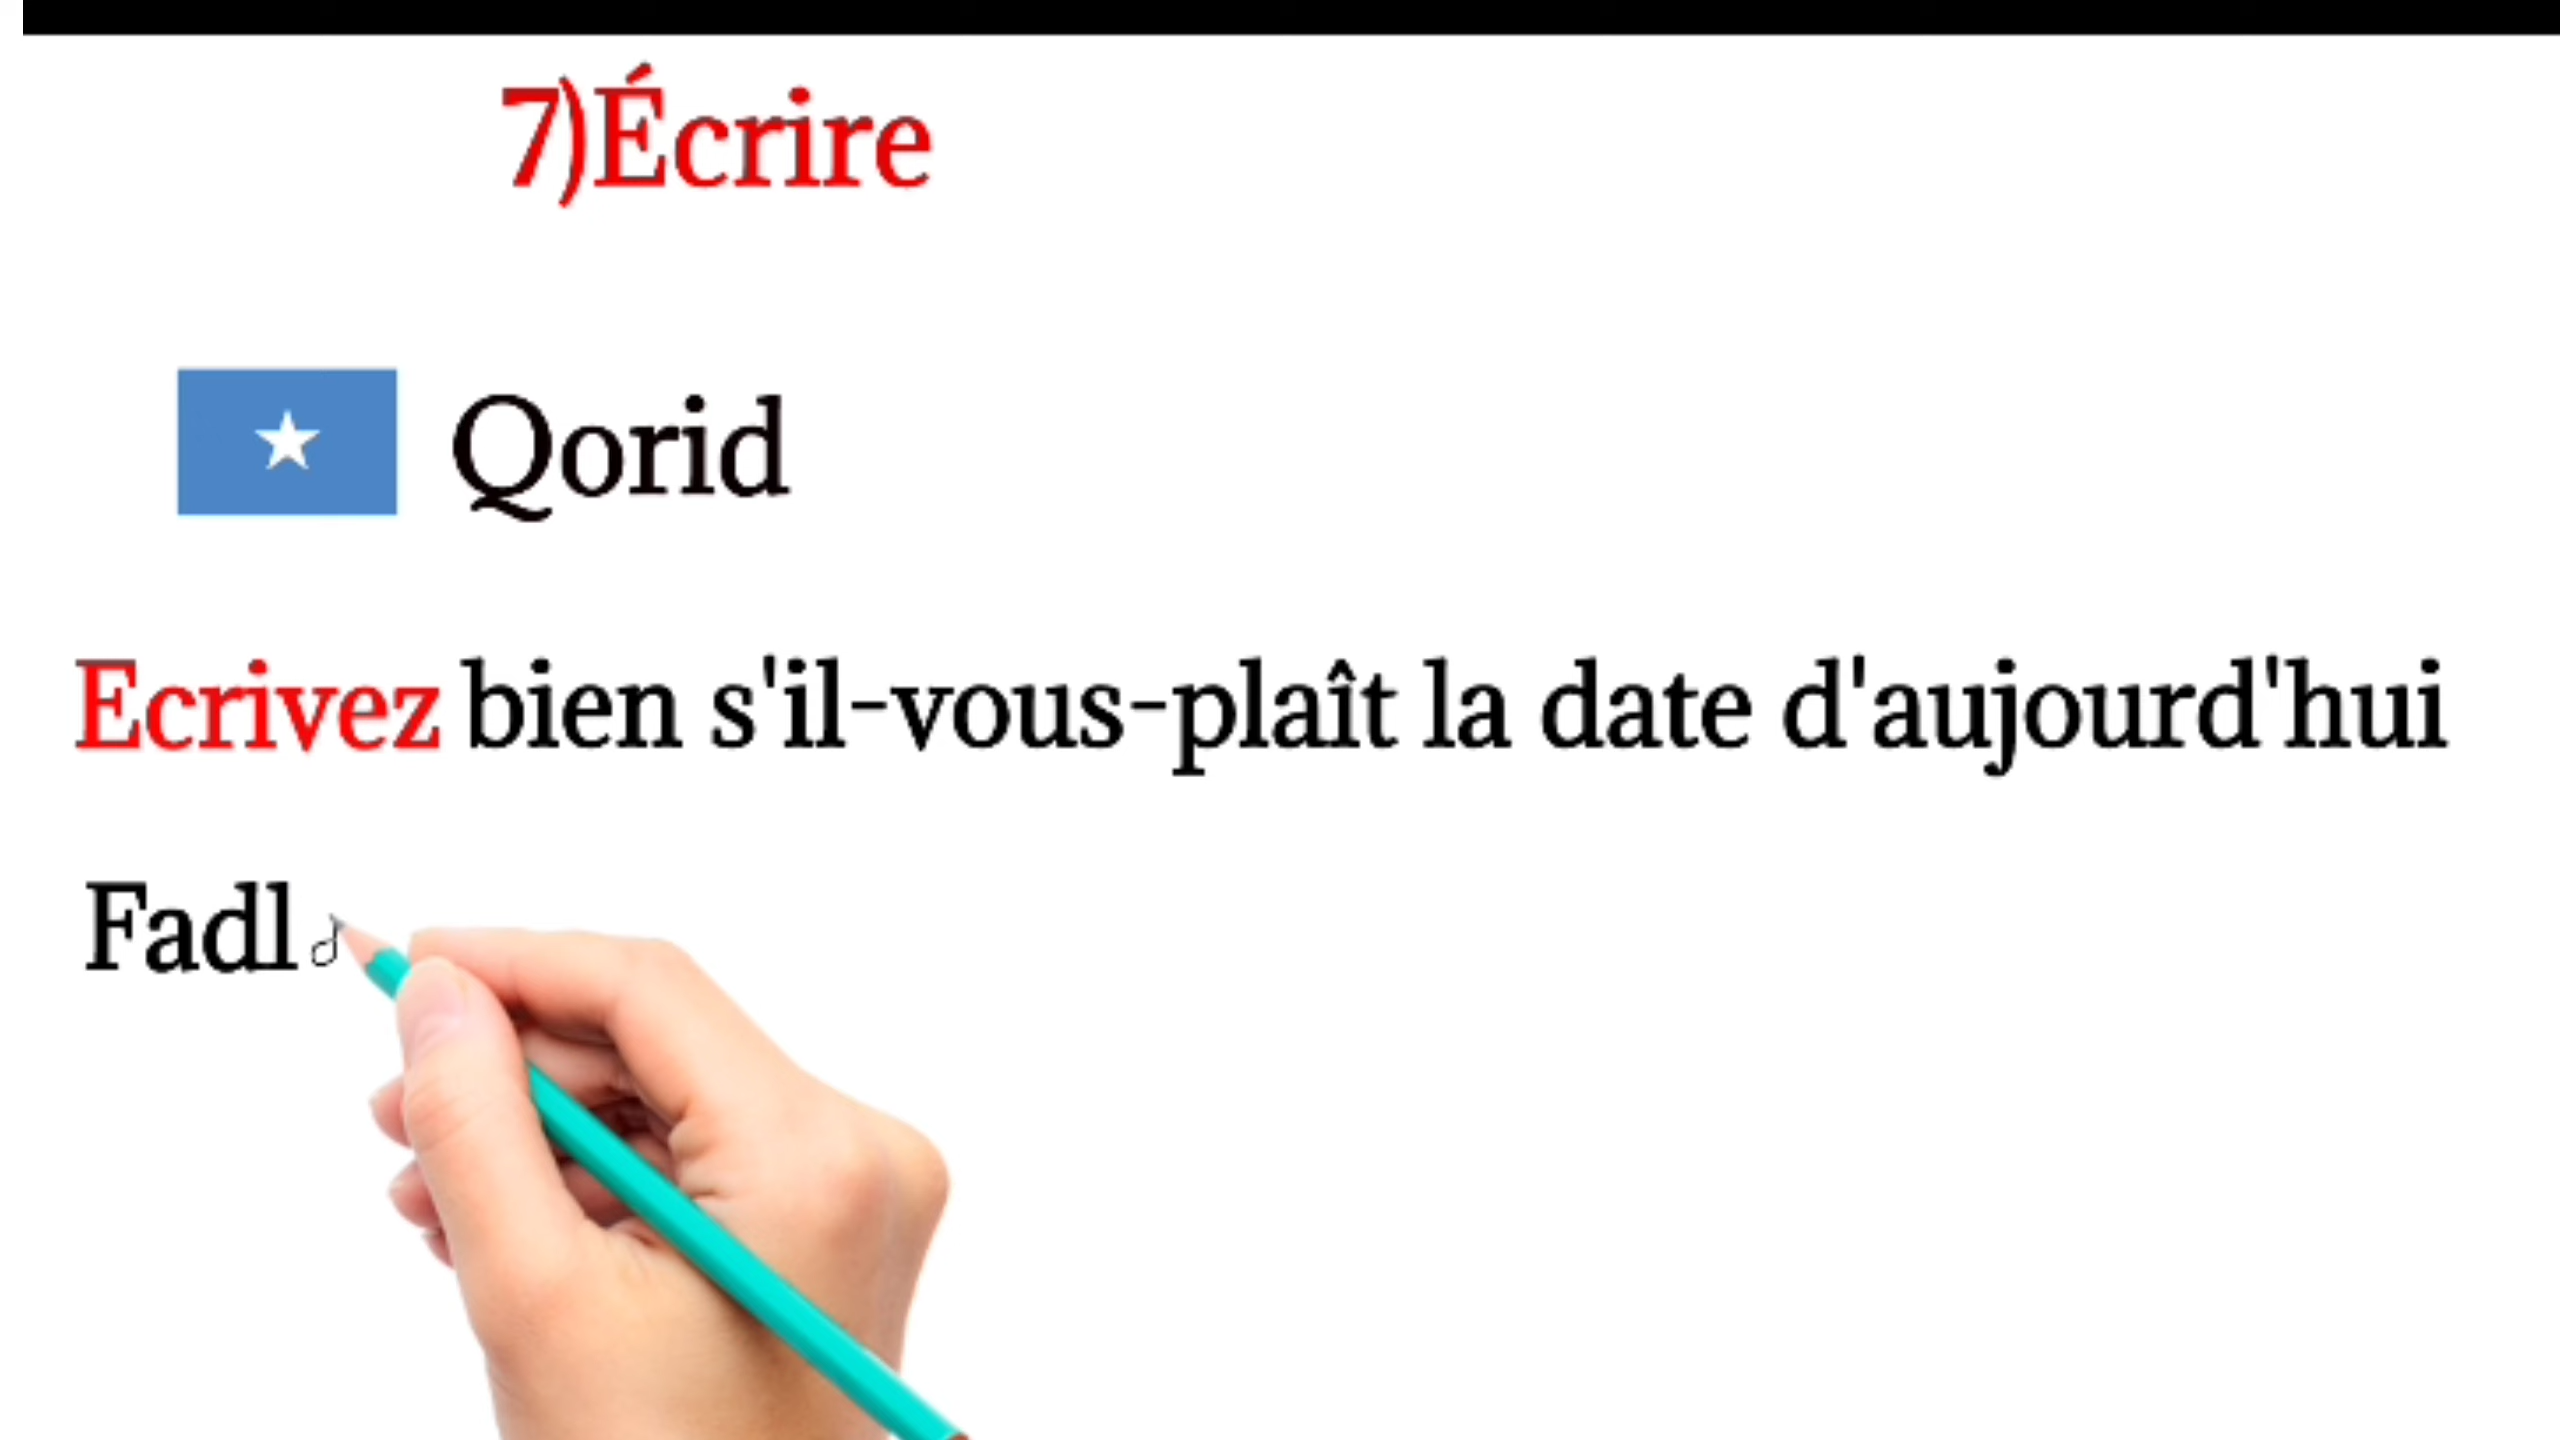 7)Écrire
Qorid
Ecrivez bien s'il-vous-plaît la date d'aujourd'hui
Fadl